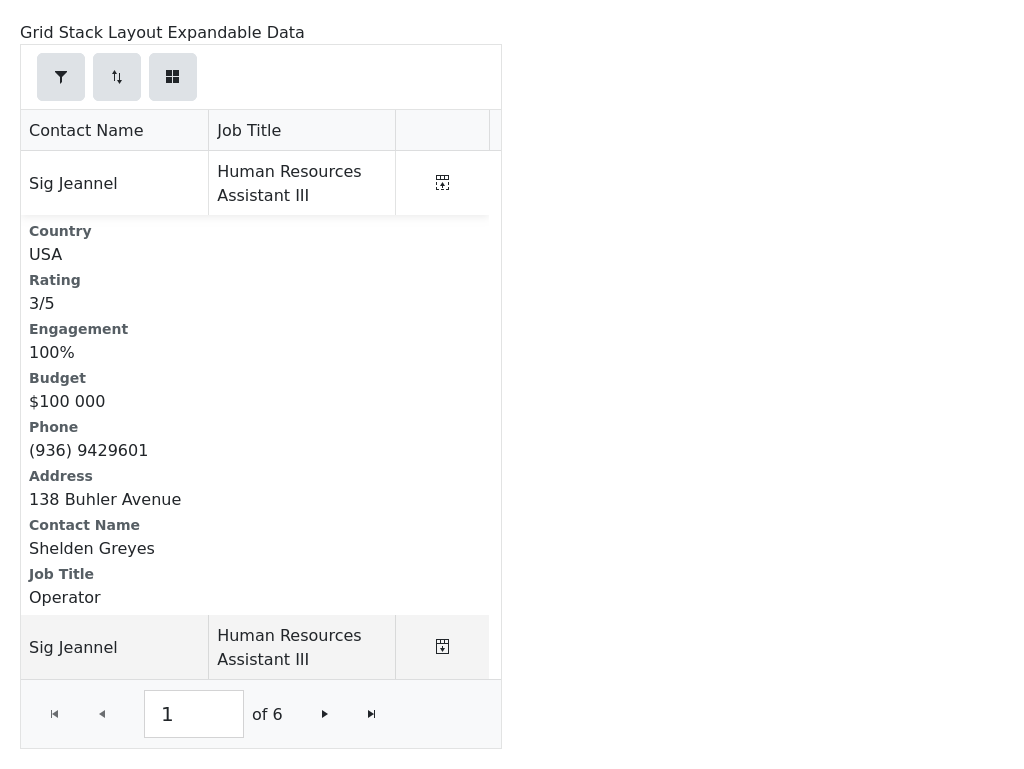 Grid Stack Layout Expandable Data
Contact Name Job Title
Sig Jeannel Human Resources Assistant III
Country
USA
Rating
3/5
Engagement
100%
Budget
$100 000
Phone
(936) 9429601
Address
138 Buhler Avenue
Contact Name
Shelden Greyes
Job Title
Operator
Sig Jeannel Human Resources Assistant III
1 of 6